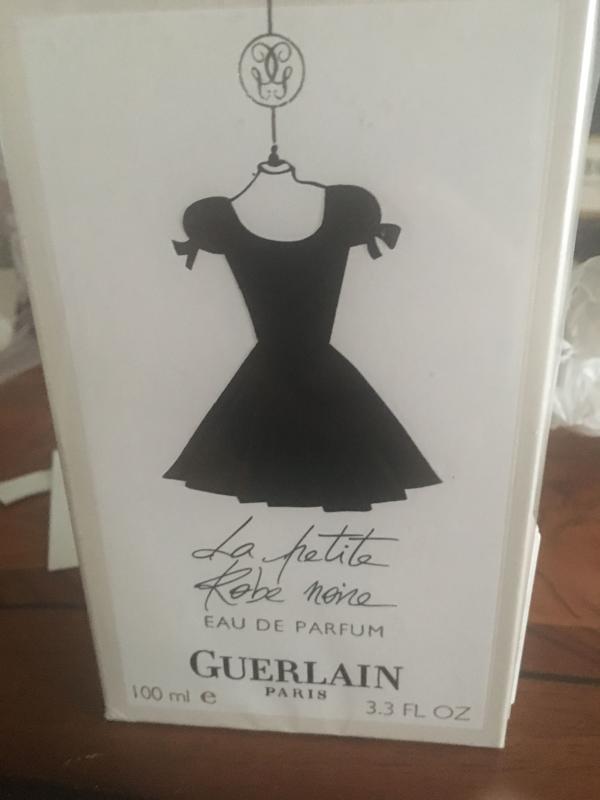 La petite
Robe noire
EAU DE PARFUM
GUERLAIN
PARIS
100 ml e
3.3 FL OZ